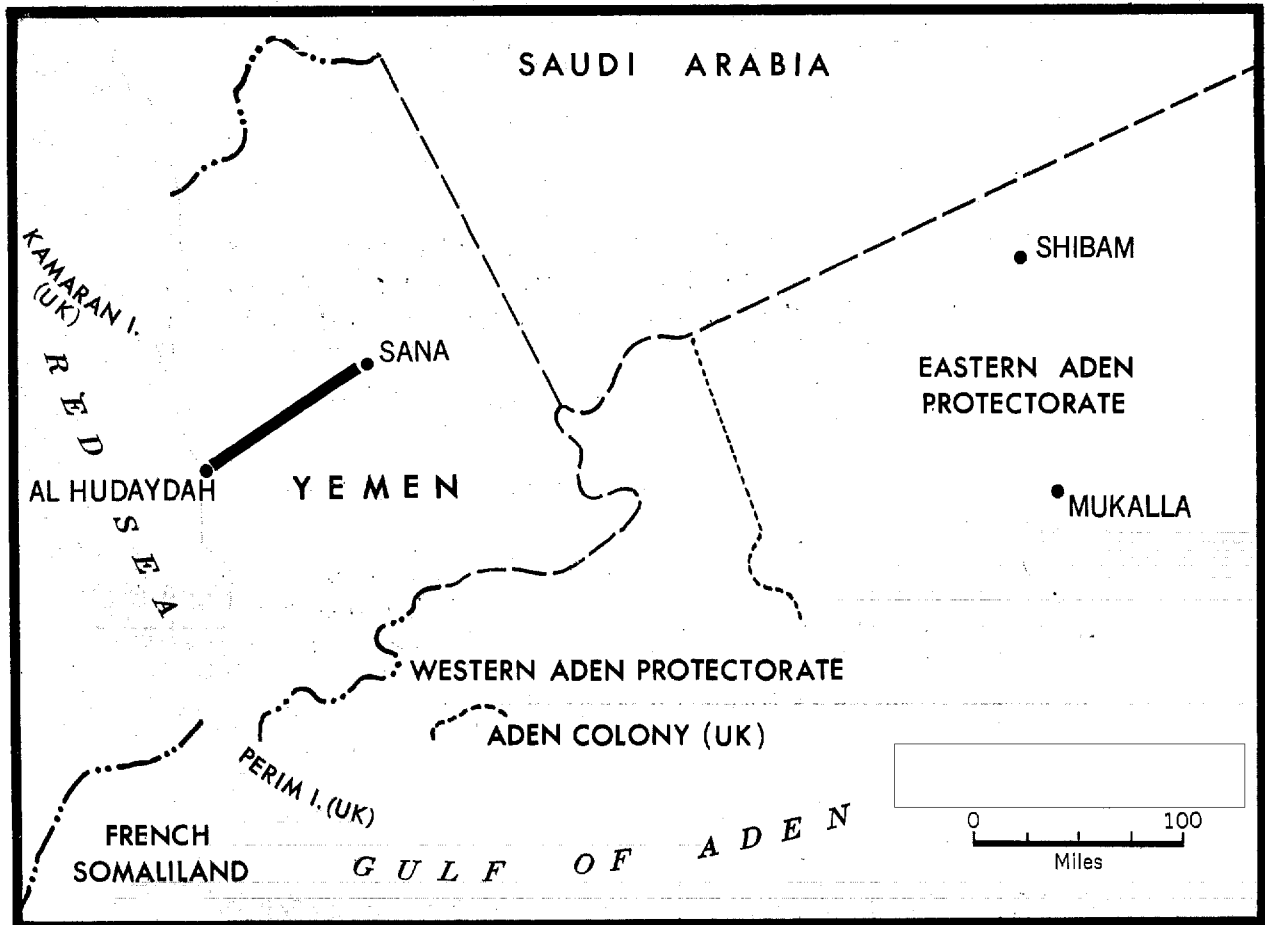 SAUDI ARABIA
KAMARAN I.
(UK)
SHIBAM
SANA
RED SEA
EASTERN ADEN
PROTECTORATE
AL HUDAYDAH
YEMEN
MUKALLA
WESTERN ADEN PROTECTORATE
ADEN COLONY (UK)
PERIM I. (UK)
FRENCH
SOMALILAND
GULF OF ADEN
0 100
Miles